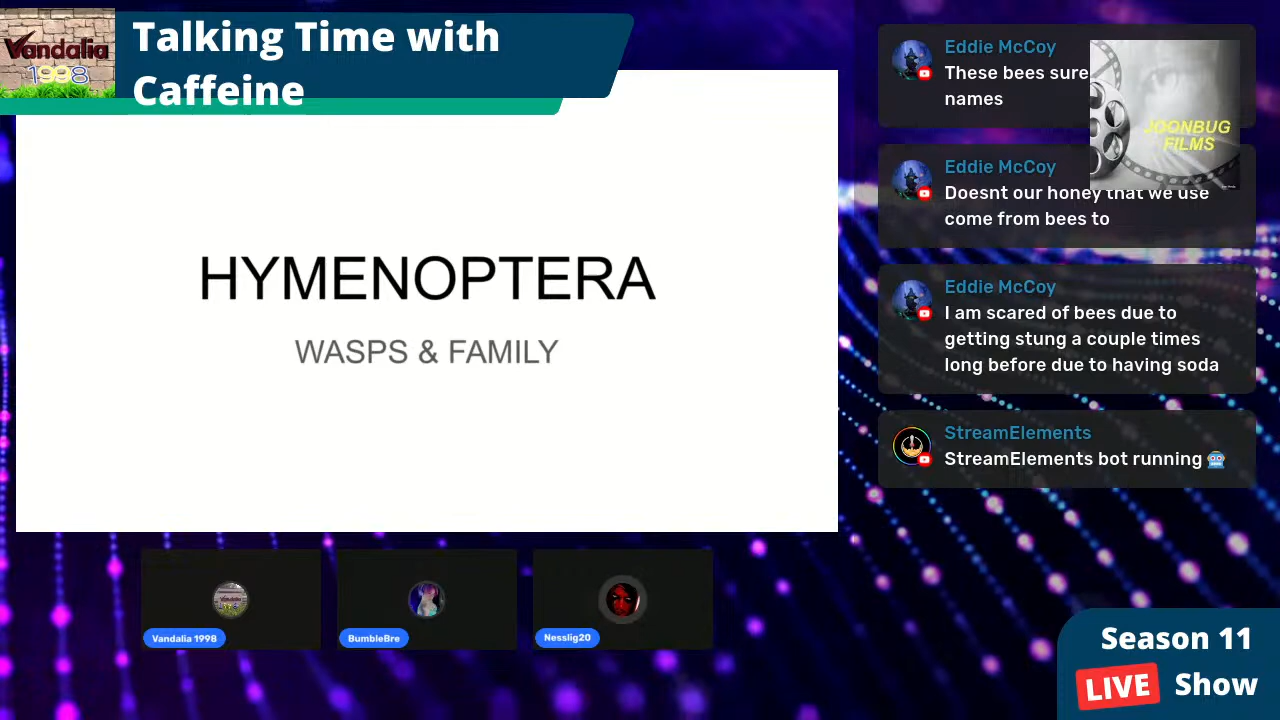 Vandalia
1998
Talking Time with
Caffeine
HYMENOPTERA
WASPS & FAMILY
Vandalia 1998
BumbleBre
Nesslig20
Eddie McCoy
These bees sure
names
JOONBUG
FILMS
Eddie McCoy
Doesnt our honey that we use
come from bees to
Eddie McCoy
I am scared of bees due to
getting stung a couple times
long before due to having soda
StreamElements
StreamElements bot running 🤖
Season 11
LIVE Show